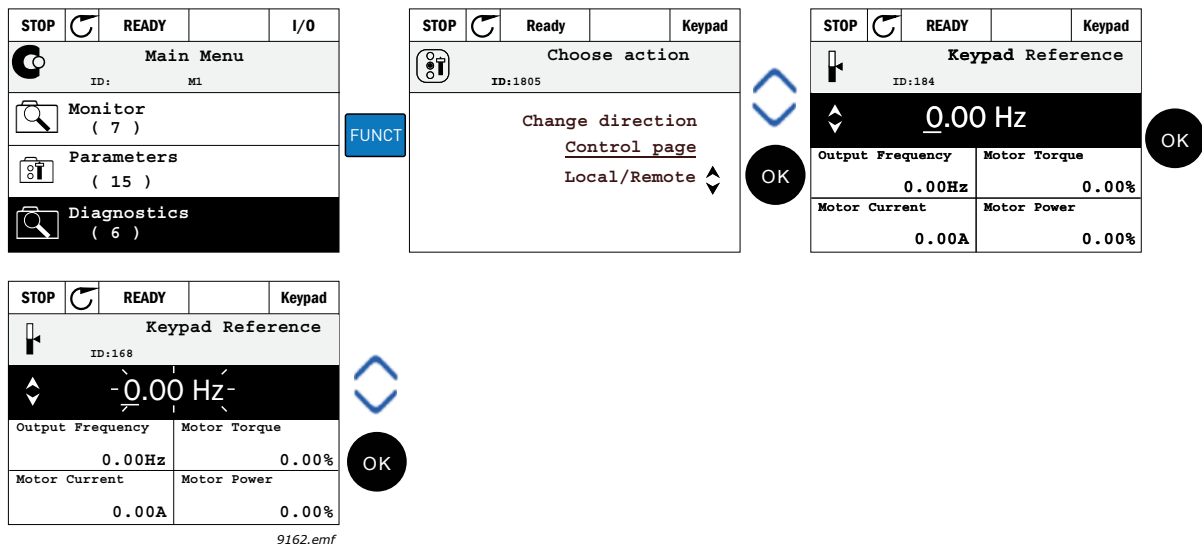 STOP READY I/O
Main Menu
ID: M1
Monitor
( 7 )
Parameters
( 15 )
Diagnostics
( 6 )
FUNCT
STOP Ready Keypad
Choose action
ID:1805
Change direction
Control page
Local/Remote
OK
STOP READY Keypad
Keypad Reference
ID:184
0.00 Hz
Output Frequency Motor Torque
0.00Hz 0.00%
Motor Current Motor Power
0.00A 0.00%
OK
STOP READY Keypad
Keypad Reference
ID:168
0.00 Hz
Output Frequency Motor Torque
0.00Hz 0.00%
Motor Current Motor Power
0.00A 0.00%
OK
9162.emf